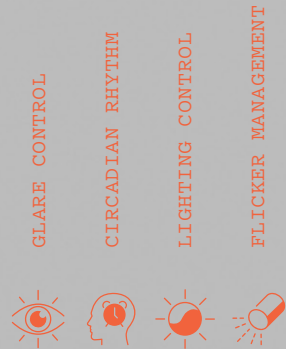 GLARE CONTROL
CIRCADIAN RHYTHM
LIGHTING CONTROL
FLICKER MANAGEMENT